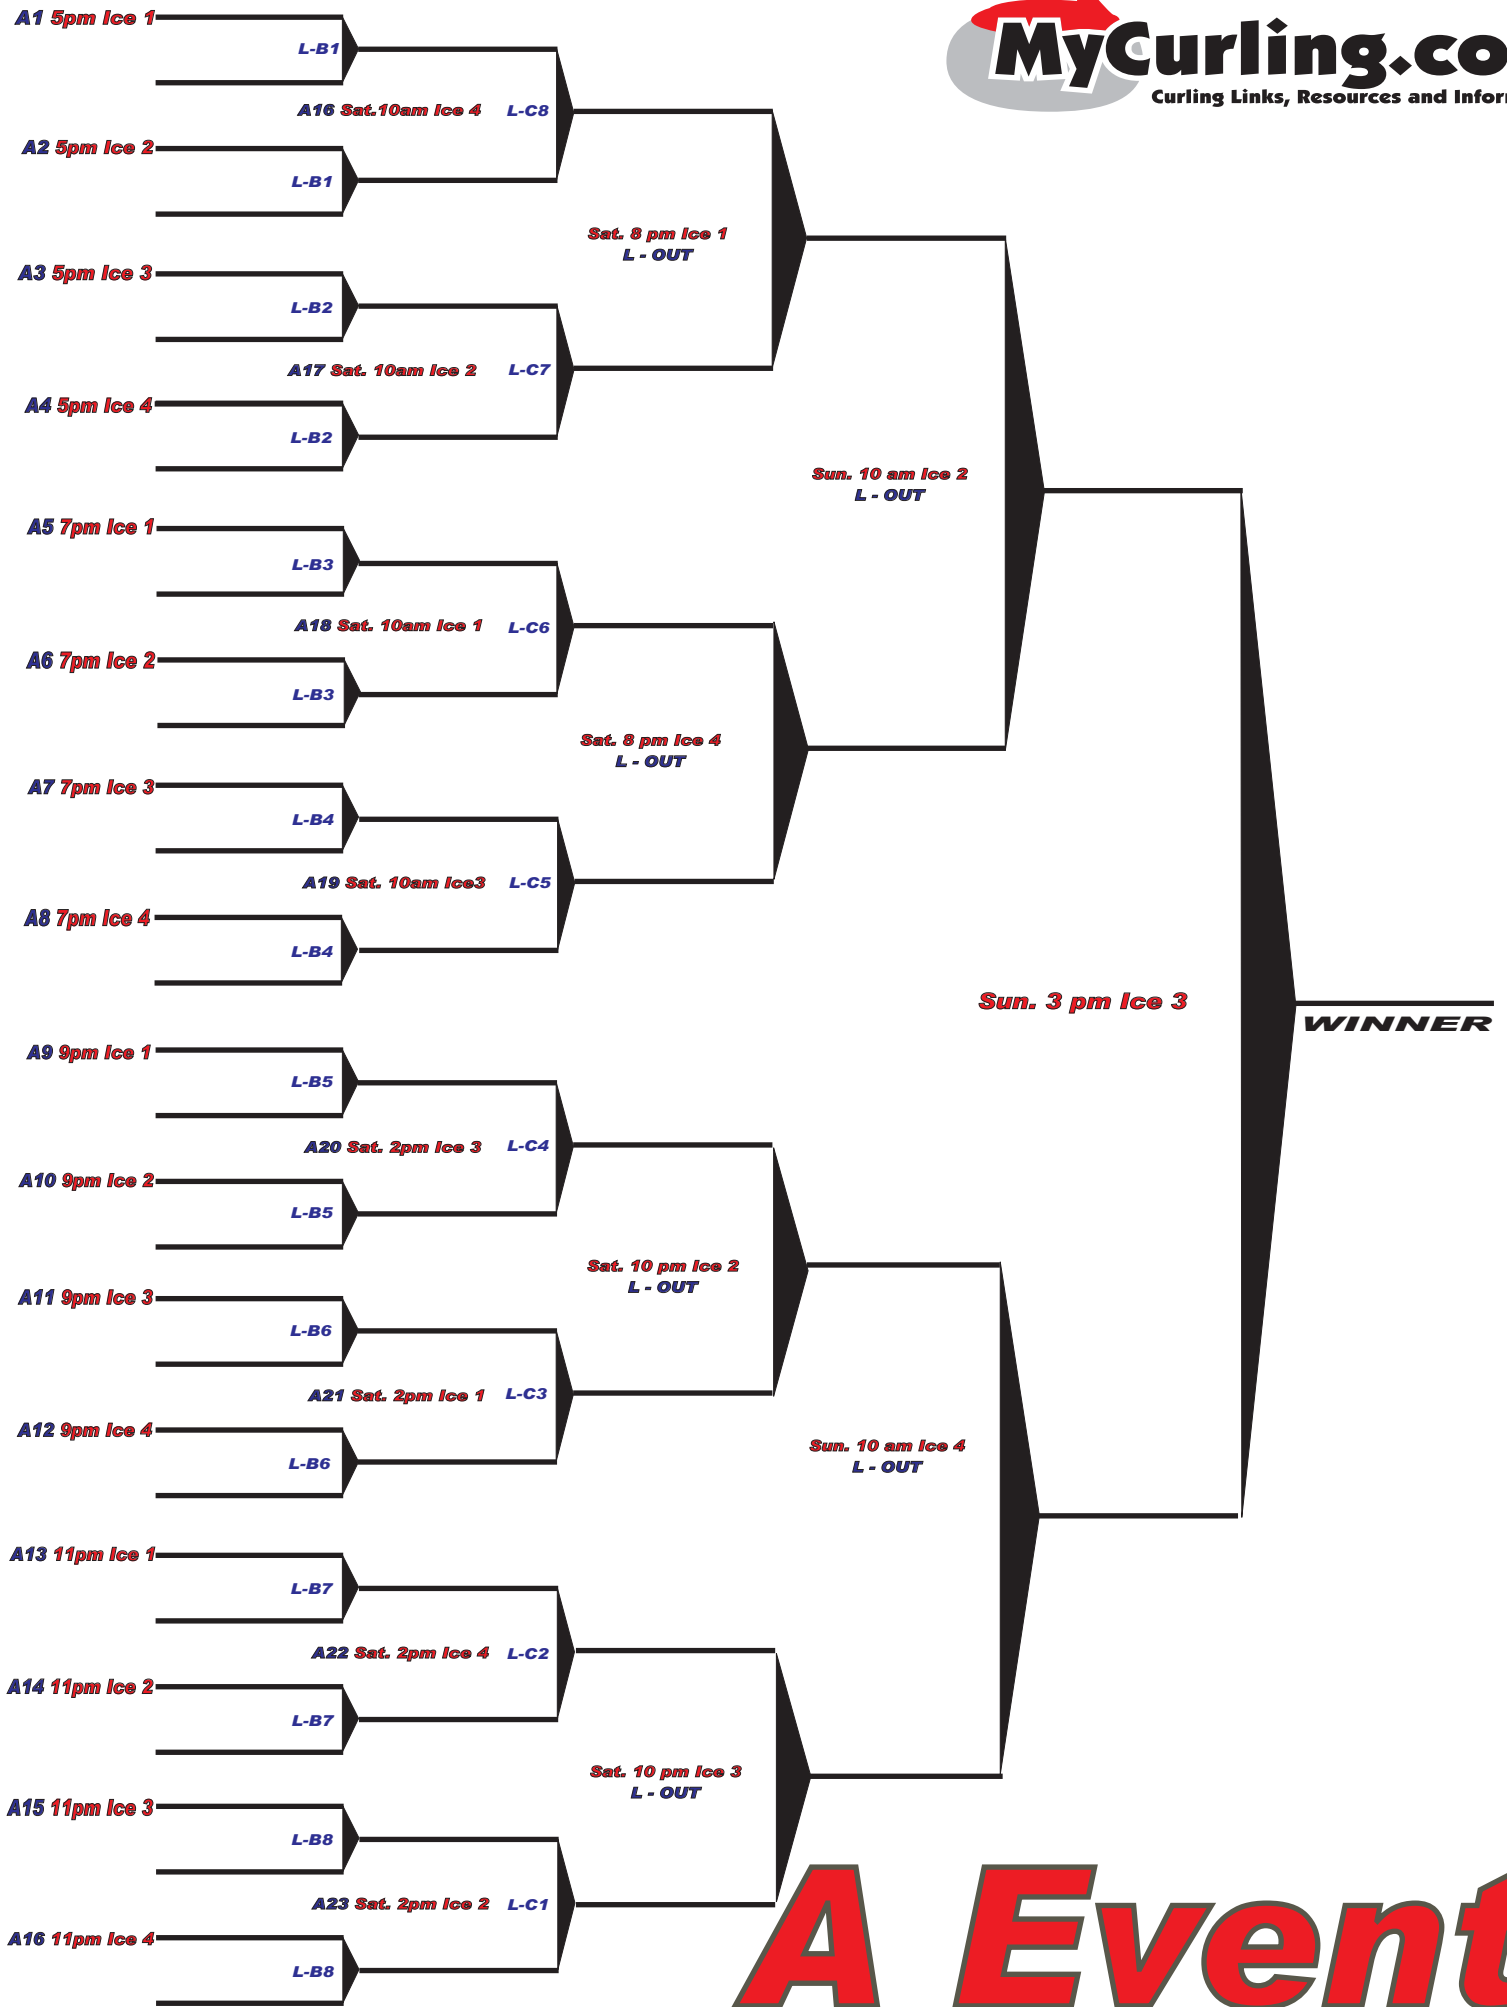 A1 5pm Ice 1
L-B1
A16 Sat.10am Ice 4 L-C8
A2 5pm Ice 2
L-B1
MyCurling.co
Curling Links, Resources and Infor
Sat. 8 pm Ice 1
L - OUT
A3 5pm Ice 3
L-B2
A17 Sat. 10am Ice 2 L-C7
A4 5pm Ice 4
L-B2
Sun. 10 am Ice 2
L - OUT
A5 7pm Ice 1
L-B3
A18 Sat. 10am Ice 1 L-C6
A6 7pm Ice 2
L-B3
Sat. 8 pm Ice 4
L - OUT
A7 7pm Ice 3
L-B4
A19 Sat. 10am Ice3 L-C5
A8 7pm Ice 4
L-B4
Sun. 3 pm Ice 3
WINNER
A9 9pm Ice 1
L-B5
A20 Sat. 2pm Ice 3 L-C4
A10 9pm Ice 2
L-B5
Sat. 10 pm Ice 2
L - OUT
A11 9pm Ice 3
L-B6
A21 Sat. 2pm Ice 1 L-C3
A12 9pm Ice 4
L-B6
Sun. 10 am Ice 4
L - OUT
A13 11pm Ice 1
L-B7
A22 Sat. 2pm Ice 4 L-C2
A14 11pm Ice 2
L-B7
Sat. 10 pm Ice 3
L - OUT
A15 11pm Ice 3
L-B8
A23 Sat. 2pm Ice 2 L-C1
A16 11pm Ice 4
L-B8
A Event